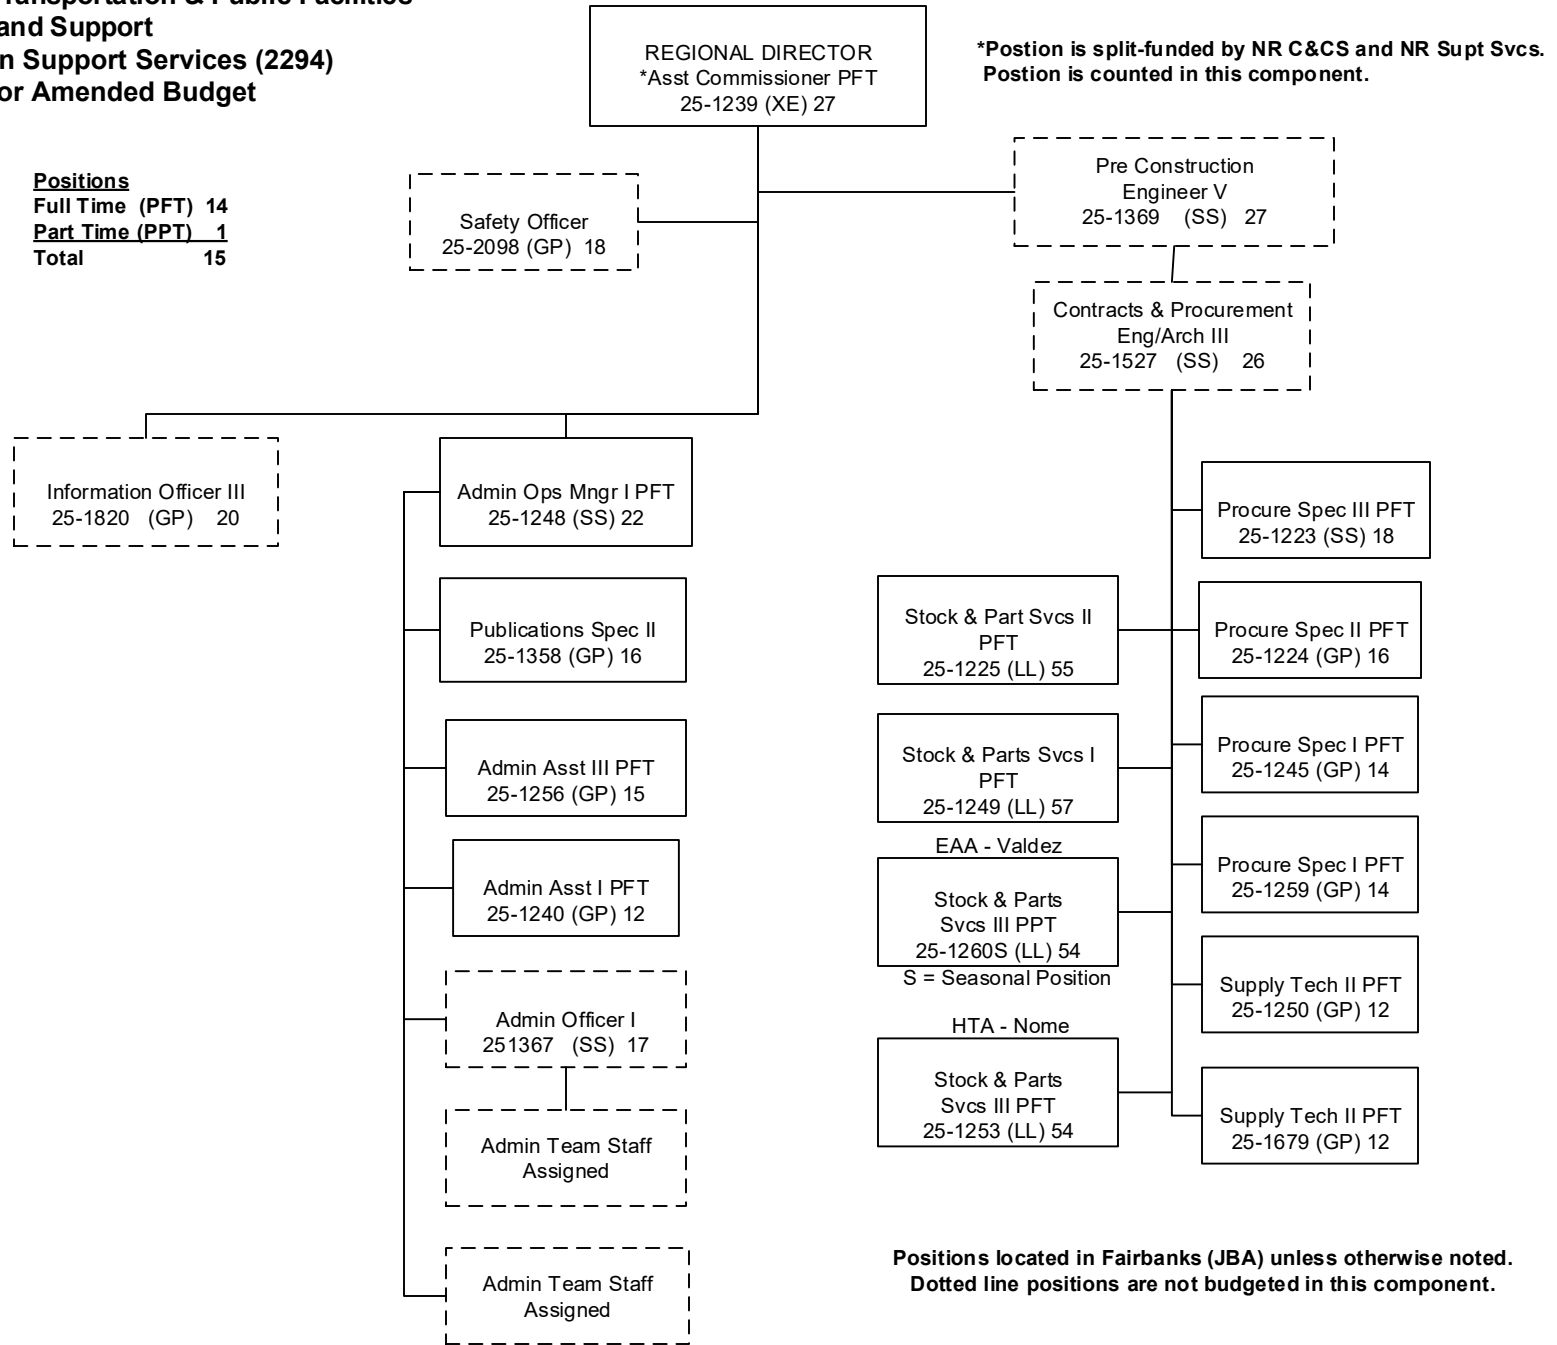 and Support
n Support Services (2294)
or Amended Budget
REGIONAL DIRECTOR
*Asst Commissioner PFT
25-1239 (XE) 27
*Postion is split-funded by NR C&CS and NR Supt Svcs.
Postion is counted in this component.
Positions
Full Time (PFT) 14
Part Time (PPT) 1
Total 15
Safety Officer
25-2098 (GP) 18
Pre Construction
Engineer V
25-1369 (SS) 27
Contracts & Procurement
Eng/Arch III
25-1527 (SS) 26
Information Officer III
25-1820 (GP) 20
Admin Ops Mngr I PFT
25-1248 (SS) 22
Publications Spec II
25-1358 (GP) 16
Admin Asst III PFT
25-1256 (GP) 15
Admin Asst I PFT
25-1240 (GP) 12
Admin Officer I
251367 (SS) 17
Admin Team Staff
Assigned
Admin Team Staff
Assigned
Stock & Part Svcs II
PFT
25-1225 (LL) 55
Stock & Parts Svcs I
PFT
25-1249 (LL) 57
EAA - Valdez
Stock & Parts
Svcs III PPT
25-1260S (LL) 54
S = Seasonal Position
HTA - Nome
Stock & Parts
Svcs III PFT
25-1253 (LL) 54
Procure Spec III PFT
25-1223 (SS) 18
Procure Spec II PFT
25-1224 (GP) 16
Procure Spec I PFT
25-1245 (GP) 14
Procure Spec I PFT
25-1259 (GP) 14
Supply Tech II PFT
25-1250 (GP) 12
Supply Tech II PFT
25-1679 (GP) 12
Positions located in Fairbanks (JBA) unless otherwise noted.
Dotted line positions are not budgeted in this component.